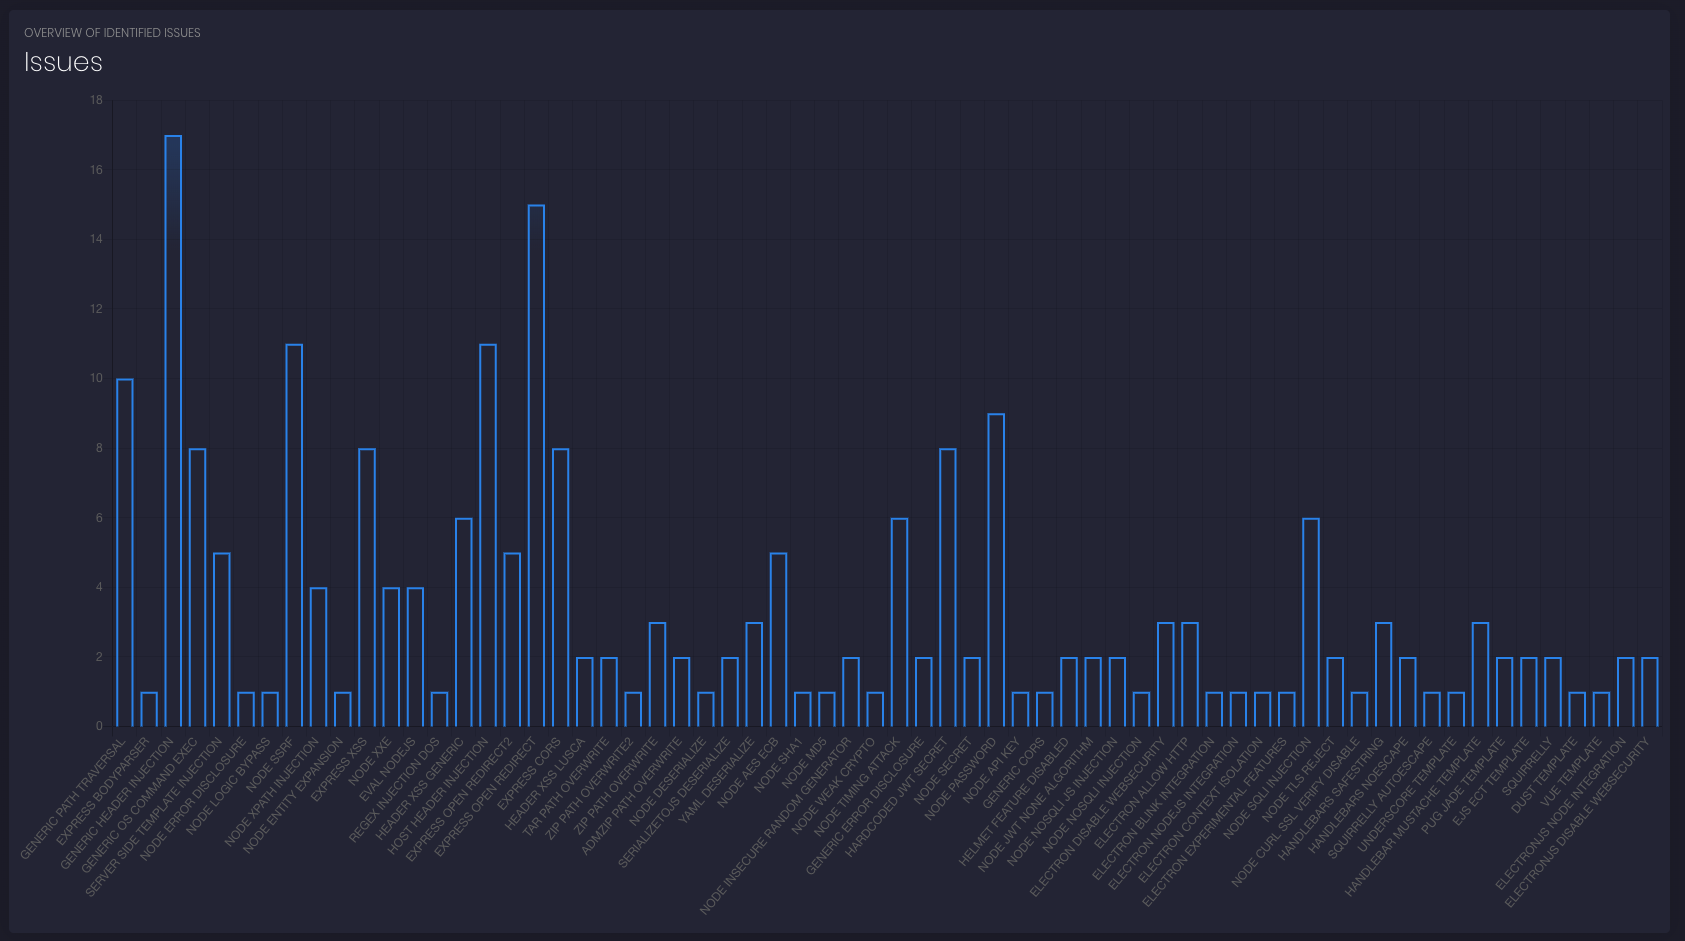 OVERVIEW OF IDENTIFIED ISSUES
Issues
18
16
14
12
10
8
6
4
2
0
GENERIC PATH TRAVERSAL
EXPRESS BODYPARSER
GENERIC HEADER INJECTION
GENERIC OS COMMAND EXEC
SERVER SIDE TEMPLATE INJECTION
NODE ERROR DISCLOSURE
NODE LOGIC BYPASS
NODE SSRF
NODE XPATH INJECTION
NODE ENTITY EXPANSION
EXPRESS XSS
NODE XXE
EVAL NODEJS
REGEX INJECTION DOS
HEADER XSS GENERIC
HOST HEADER INJECTION
EXPRESS OPEN REDIRECT2
EXPRESS OPEN REDIRECT
EXPRESS CORS
HEADER XSS LUSCA
TAR PATH OVERWRITE
ZIP PATH OVERWRITE2
ZIP PATH OVERWRITE
ADMZIP PATH OVERWRITE
NODE DESERIALIZE
SERIALIZETOJS DESERIALIZE
YAML DESERIALIZE
NODE AES ECB
NODE SHA1
NODE MD5
NODE INSECURE RANDOM GENERATOR
NODE WEAK CRYPTO
NODE TIMING ATTACK
GENERIC ERROR DISCLOSURE
HARDCODED JWT SECRET
NODE SECRET
NODE PASSWORD
NODE API KEY
GENERIC CORS
HELMET FEATURE DISABLED
NODE JWT NONE ALGORITHM
NODE NOSQLI JS INJECTION
NODE NOSQLI INJECTION
ELECTRON DISABLE WEBSECURITY
ELECTRON ALLOW HTTP
ELECTRON BLINK INTEGRATION
ELECTRON NODEJS INTEGRATION
ELECTRON CONTEXT ISOLATION
ELECTRON EXPERIMENTAL FEATURES
NODE SQLI INJECTION
NODE TLS REJECT
NODE CURL SSL VERIFY DISABLE
HANDLEBARS SAFESTRING
HANDLEBARS NOESCAPE
SQUIRRELLY AUTOESCAPE
UNDERSCORE TEMPLATE
HANDLEBAR MUSTACHE TEMPLATE
PUG JADE TEMPLATE
EJS ECT TEMPLATE
SQUIRRELLY
DUST TEMPLATE
VUE TEMPLATE
ELECTRONJS NODE INTEGRATION
ELECTRONJS DISABLE WEBSECURITY